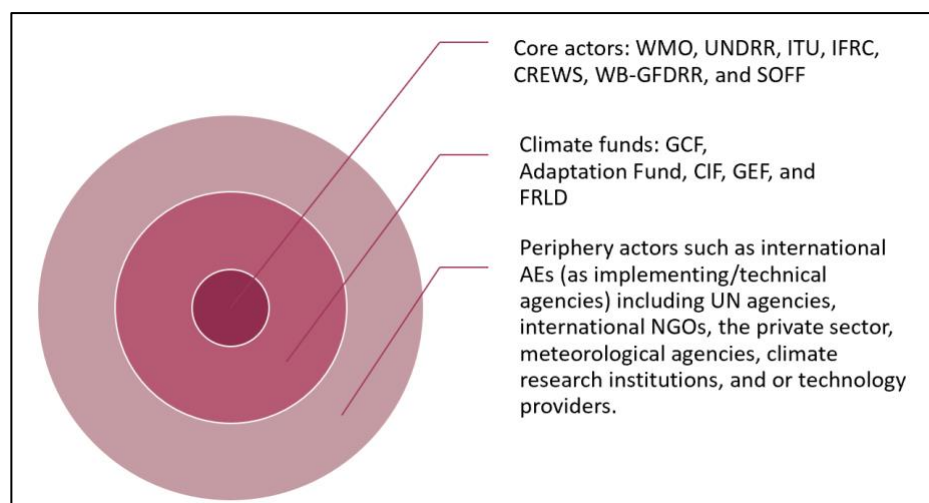 Core actors: WMO, UNDRR, ITU, IFRC,
CREWS, WB-GFDRR, and SOFF
Climate funds: GCF,
Adaptation Fund, CIF, GEF, and
FRLD
Periphery actors such as international
AEs (as implementing/technical
agencies) including UN agencies,
international NGOs, the private sector,
meteorological agencies, climate
research institutions, and or technology
providers.